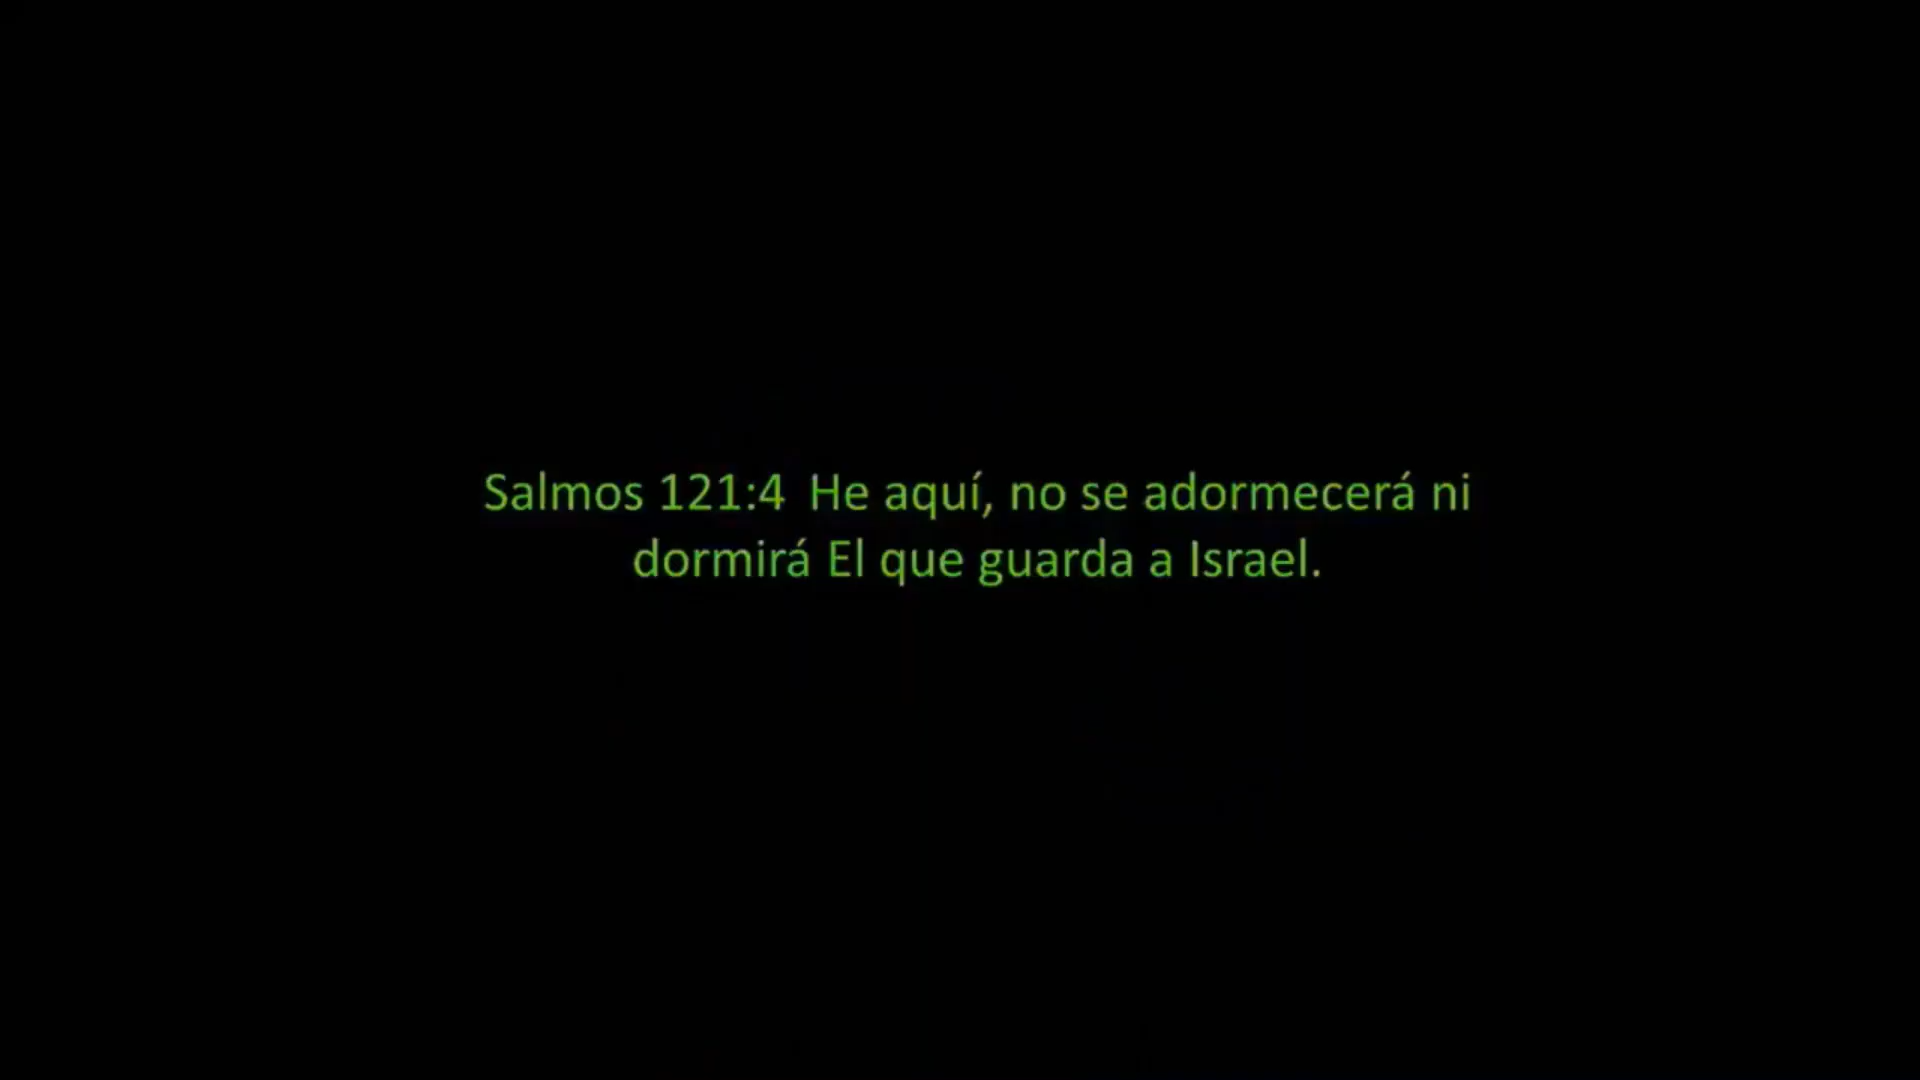 Salmos 121:4  He aquí, no se adormecerá ni
dormirá El que guarda a Israel.